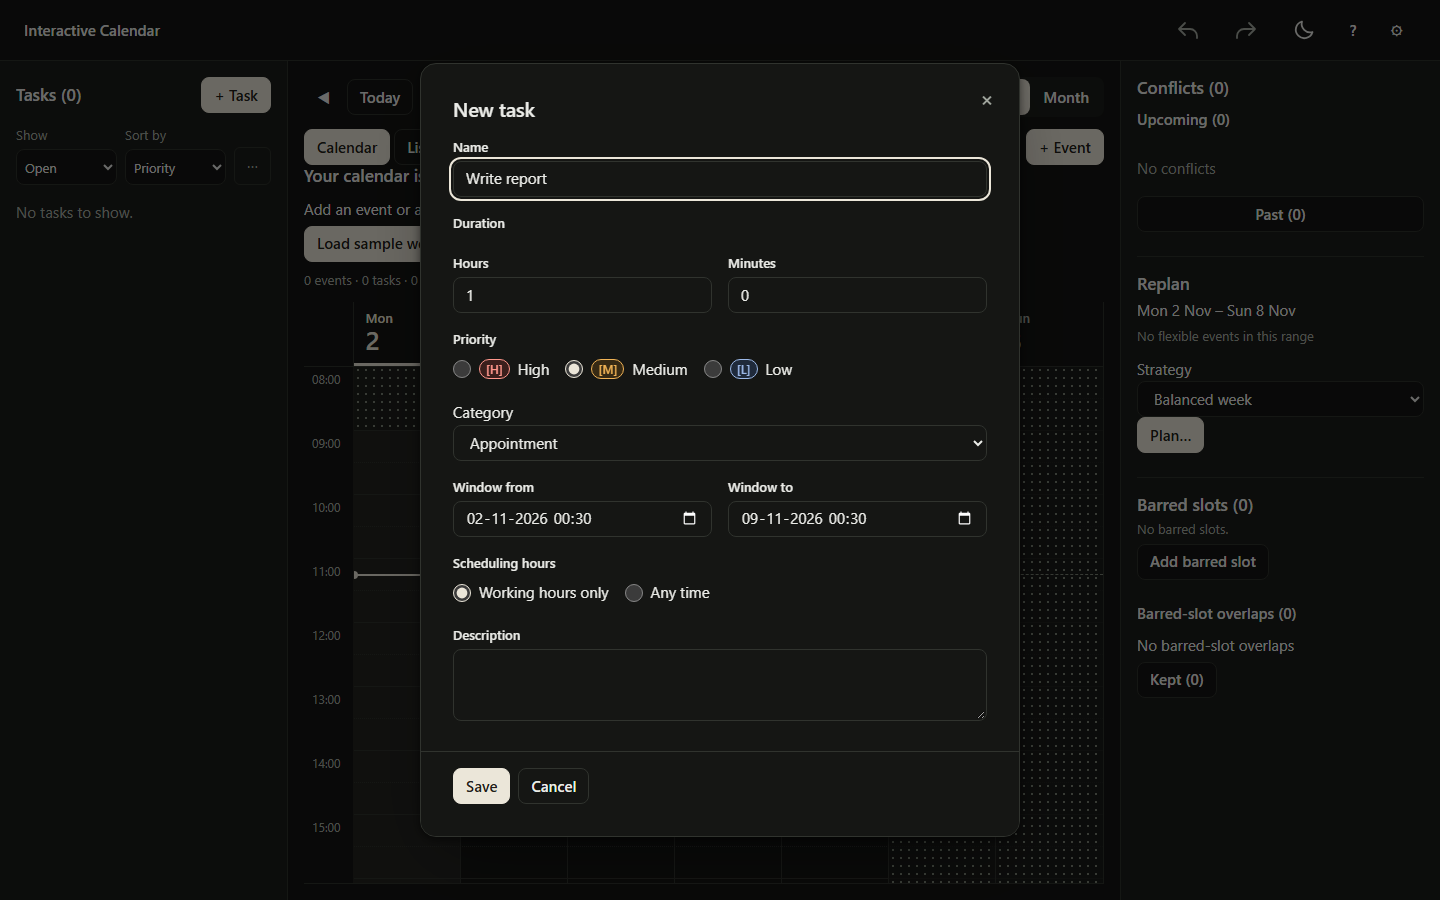 Interactive Calendar
?
Tasks (0)
+ Task
Show
Sort by
Open
Priority
...
No tasks to show.
Today
Month
Calendar
+ Event
Your calendar
Add an event or a
Load sample
0 events · 0 tasks · 0
Mon
2
08:00
09:00
10:00
11:00
12:00
13:00
14:00
15:00
New task
×
Name
Write report
Duration
Hours
Minutes
1
0
Priority
[H] High
[M] Medium
[L] Low
Category
Appointment
Window from
Window to
02-11-2026 00:30
09-11-2026 00:30
Scheduling hours
Working hours only
Any time
Description
Save
Cancel
Conflicts (0)
Upcoming (0)
No conflicts
Past (0)
Replan
Mon 2 Nov – Sun 8 Nov
No flexible events in this range
Strategy
Balanced week
Plan...
Barred slots (0)
No barred slots.
Add barred slot
Barred-slot overlaps (0)
No barred-slot overlaps
Kept (0)